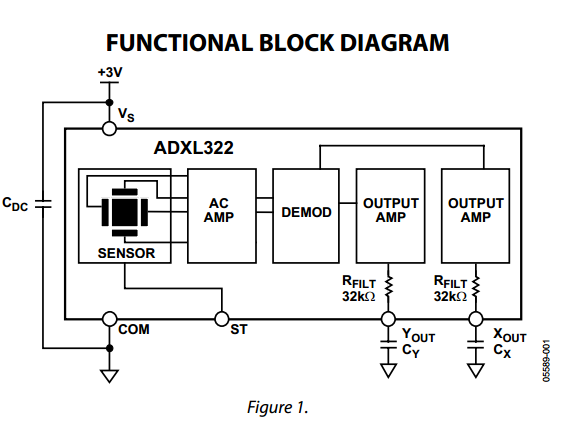 FUNCTIONAL BLOCK DIAGRAM
+3V
VS
ADXL322
CDC
SENSOR
AC
AMP
DEMOD
OUTPUT
AMP
OUTPUT
AMP
RFILT
32kΩ
RFILT
32kΩ
COM
ST
YOUT
CY
XOUT
CX
05589-001
Figure 1.